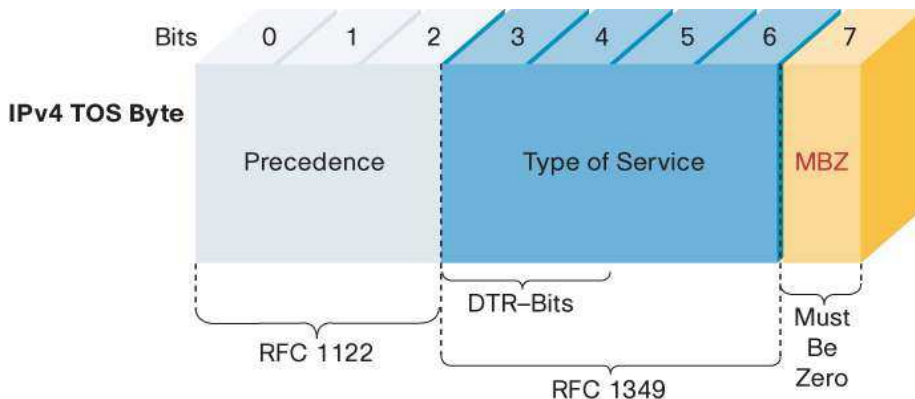 Bits 0 1 2 3 4 5 6 7
IPv4 TOS Byte
Precedence Type of Service MBZ
DTR–Bits
Must
Be
Zero
RFC 1122
RFC 1349